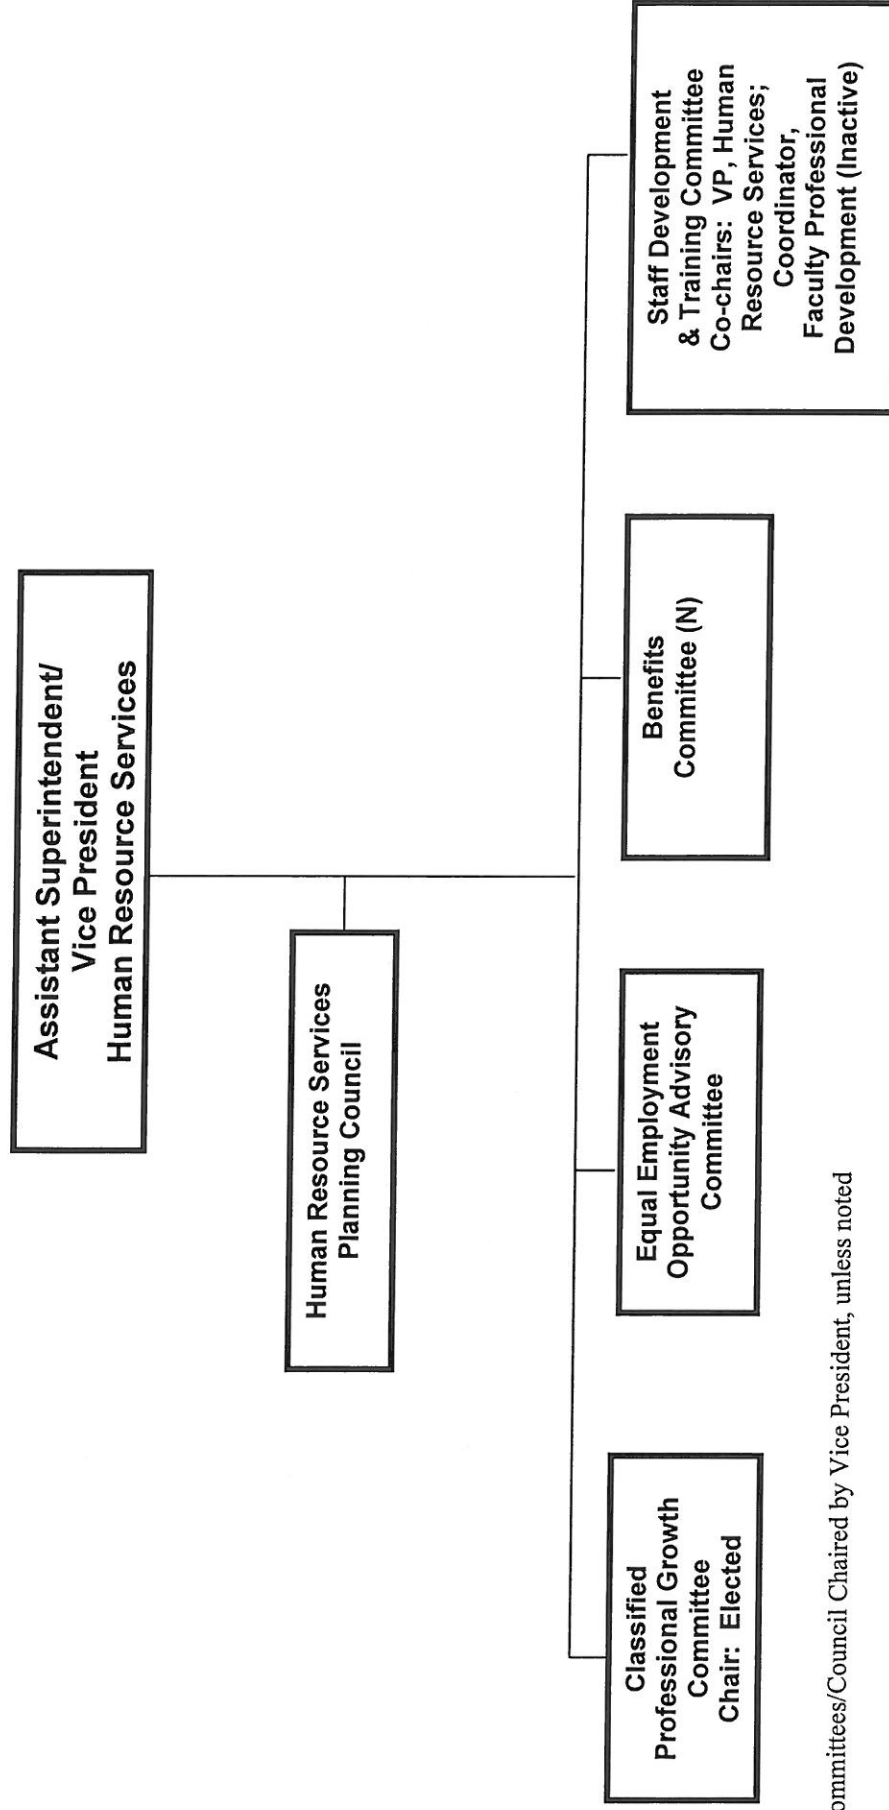 Assistant Superintendent/
Vice President
Human Resource Services
Human Resource Services
Planning Council
Classified
Professional Growth
Committee
Chair: Elected
Equal Employment
Opportunity Advisory
Committee
Benefits
Committee (N)
Staff Development
& Training Committee
Co-chairs: VP, Human
Resource Services;
Coordinator,
Faculty Professional
Development (Inactive)
ommittees/Council Chaired by Vice President, unless noted